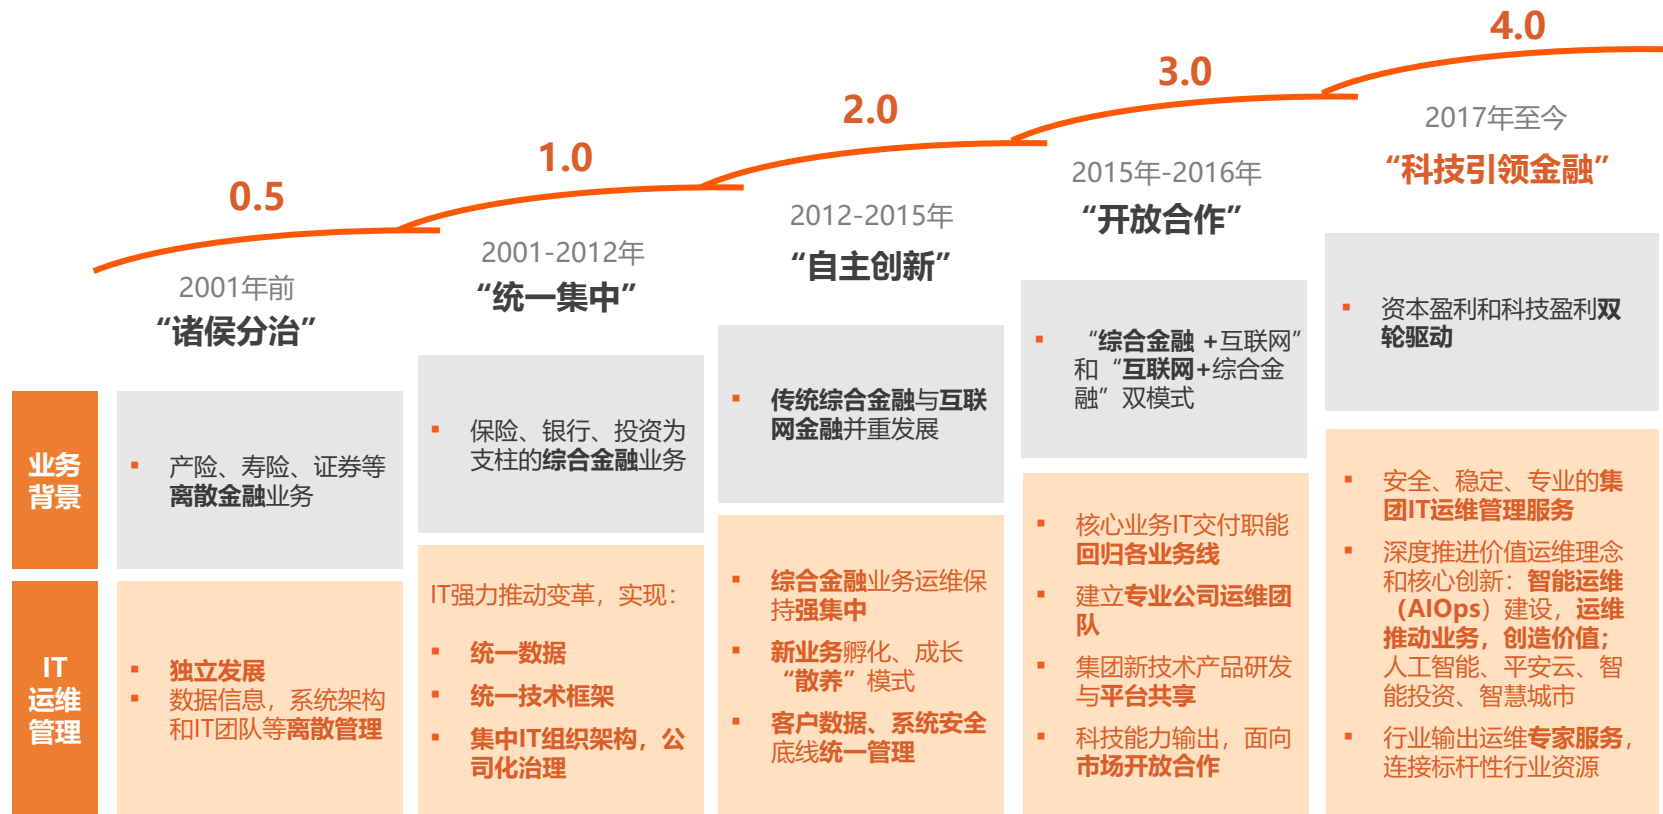 0.5
2001年前
“诸侯分治”
1.0
2001-2012年
“统一集中”
2.0
2012-2015年
“自主创新”
3.0
2015年-2016年
“开放合作”
4.0
2017年至今
“科技引领金融”
业务
背景
▪ 产险、寿险、证券等
离散金融业务
▪ 保险、银行、投资为
支柱的综合金融业务
▪ 传统综合金融与互联
网金融并重发展
▪ “综合金融 +互联网”
和“互联网+综合金
融”双模式
▪ 资本盈利和科技盈利双
轮驱动
IT
运维
管理
▪ 独立发展
▪ 数据信息，系统架构
和IT团队等离散管理
IT强力推动变革，实现：
▪ 统一数据
▪ 统一技术框架
▪ 集中IT组织架构，公
司化治理
▪ 综合金融业务运维保
持强集中
▪ 新业务孵化、成长
“散养”模式
▪ 客户数据、系统安全
底线统一管理
▪ 核心业务IT交付职能
回归各业务线
▪ 建立专业公司运维团
队
▪ 集团新技术产品研发
与平台共享
▪ 科技能力输出，面向
市场开放合作
▪ 安全、稳定、专业的集
团IT运维管理服务
▪ 深度推进价值运维理念
和核心创新：智能运维
（AIOps）建设，运维
推动业务，创造价值；
人工智能、平安云、智
能投资、智慧城市
▪ 行业输出运维专家服务，
连接标杆性行业资源